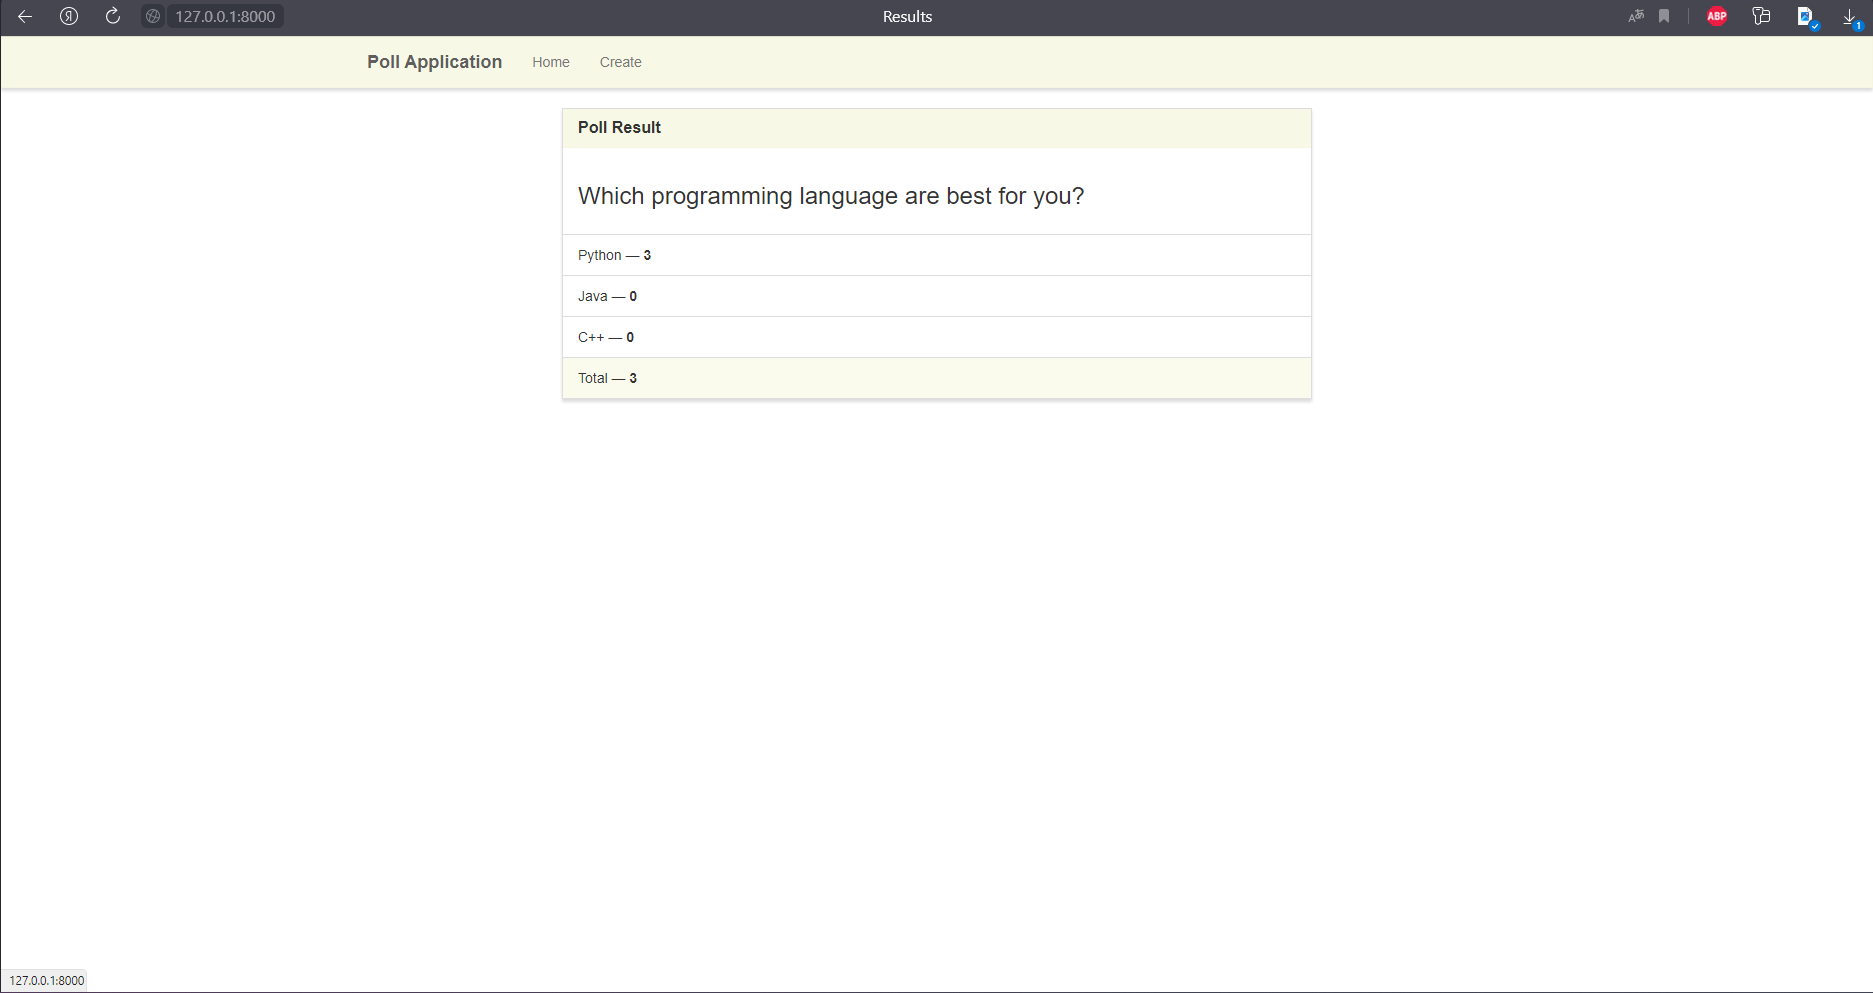 Я 127.0.0.1:8000 Results ABP 1
Poll Application Home Create
Poll Result
Which programming language are best for you?
Python — 3
Java — 0
C++ — 0
Total — 3
127.0.0.1:8000